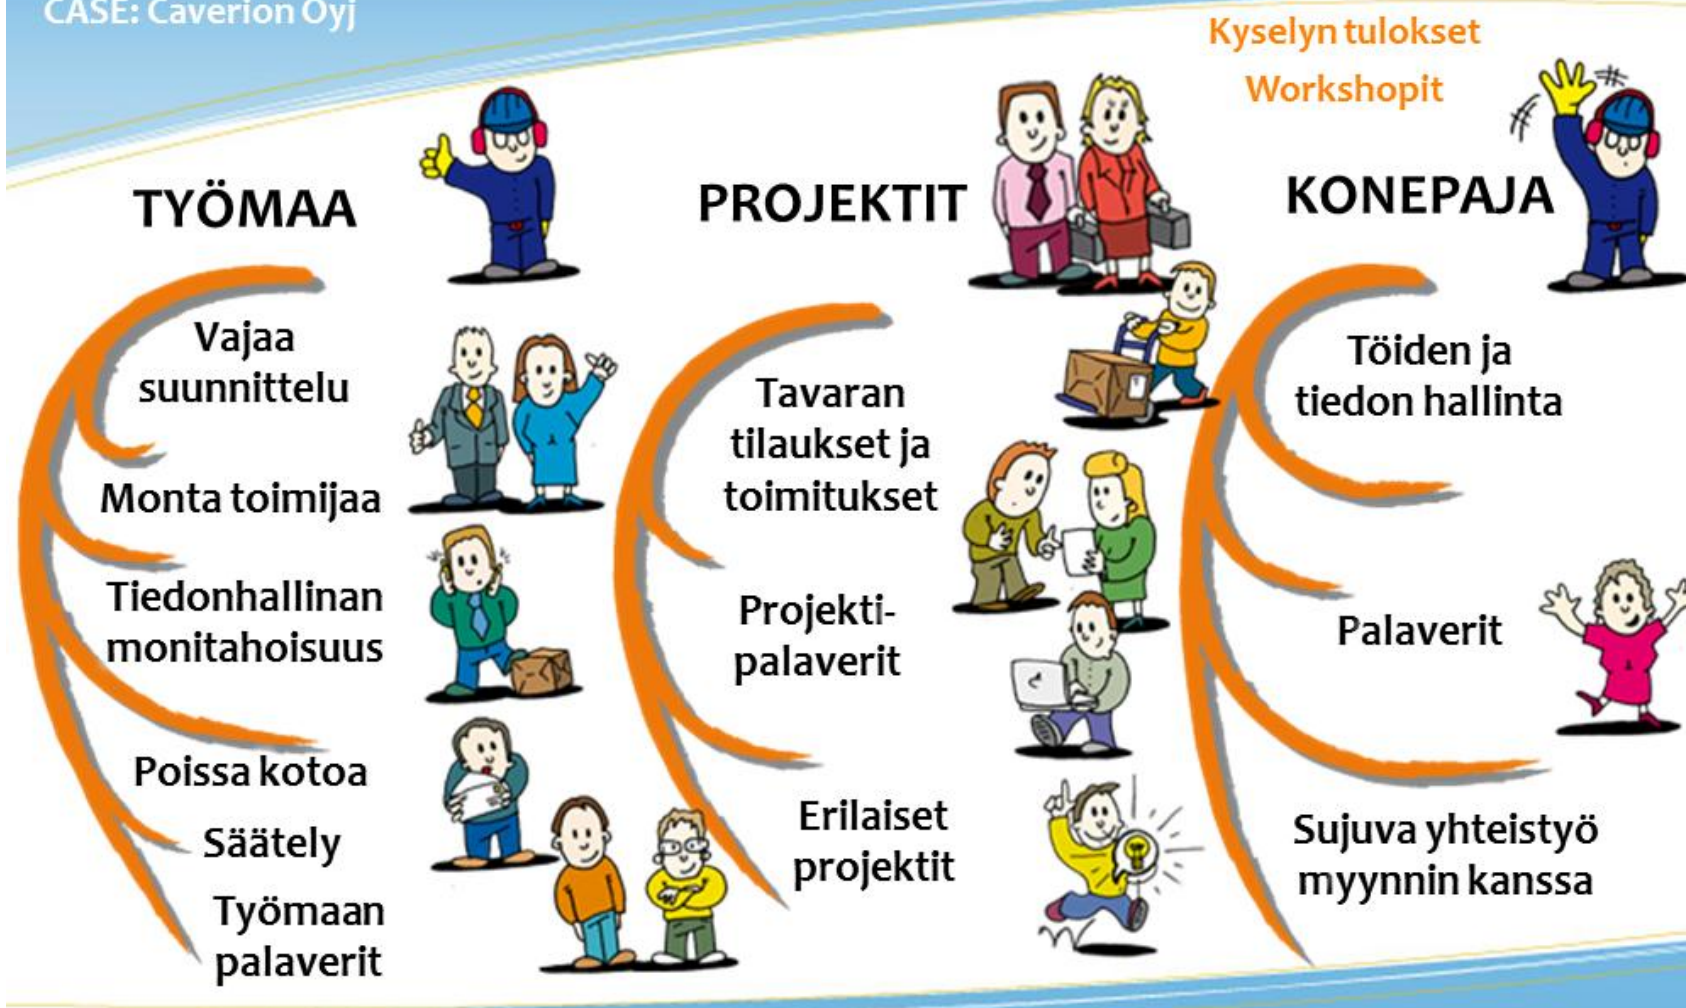 CASE: Caverion Oyj
Kyselyn tulokset
Workshopit
TYÖMAA
Vajaa
suunnittelu
Monta toimijaa
Tiedonhallinan
monitahoisuus
Poissa kotoa
Säätely
Työmaan
palaverit
PROJEKTIT
Tavaran
tilaukset ja
toimitukset
Projekti-
palaverit
Erilaiset
projektit
KONEPAJA
Töiden ja
tiedon hallinta
Palaverit
Sujuva yhteistyö
myynnin kanssa